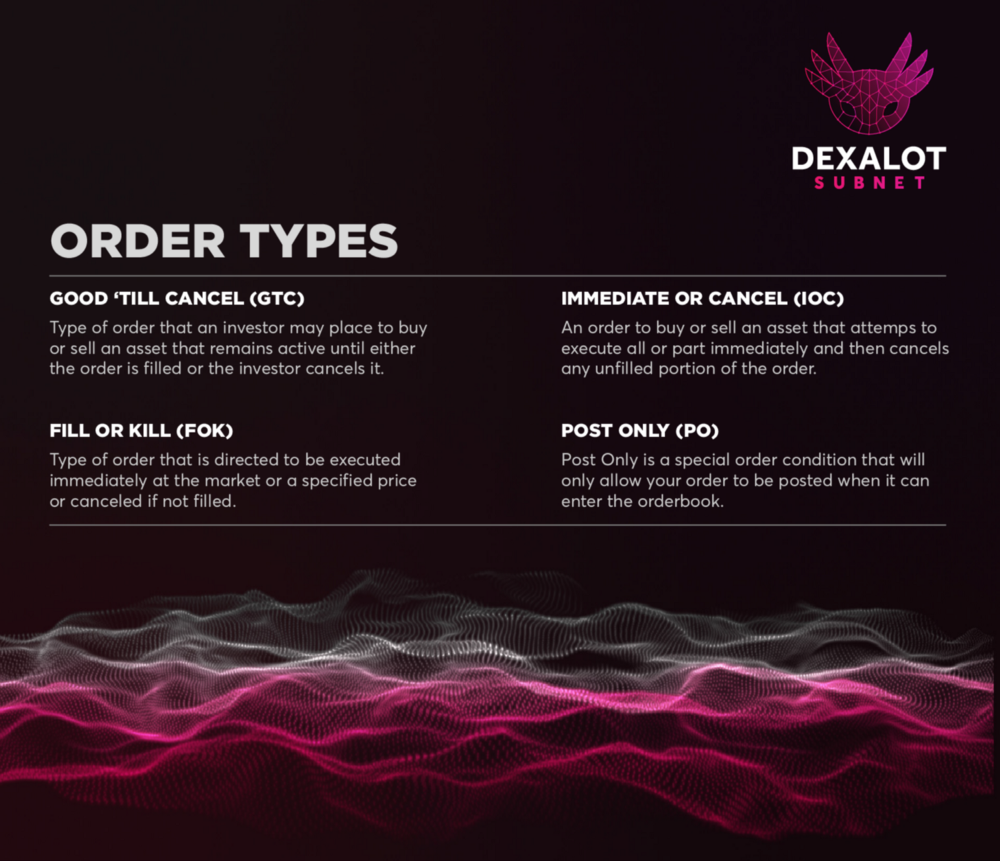 DEXALOT
SUBNET
ORDER TYPES
GOOD ‘TILL CANCEL (GTC)
Type of order that an investor may place to buy
or sell an asset that remains active until either
the order is filled or the investor cancels it.
IMMEDIATE OR CANCEL (IOC)
An order to buy or sell an asset that attemps to
execute all or part immediately and then cancels
any unfilled portion of the order.
FILL OR KILL (FOK)
Type of order that is directed to be executed
immediately at the market or a specified price
or canceled if not filled.
POST ONLY (PO)
Post Only is a special order condition that will
only allow your order to be posted when it can
enter the orderbook.